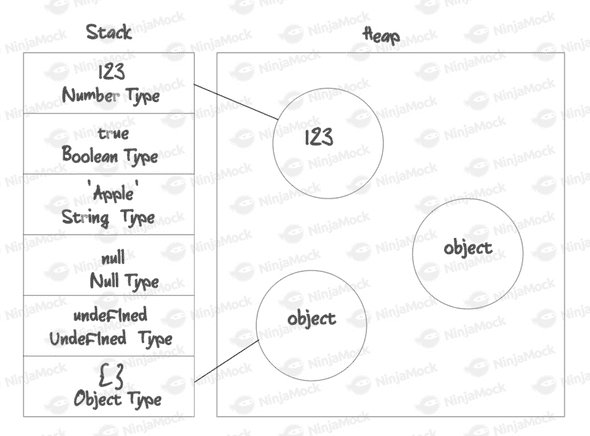 Stack
Heap
123
Number Type
true
Boolean Type
'Apple'
String Type
null
Null Type
undefIned
UndefIned Type
{}
Object Type
123
object
object
NinjaMock